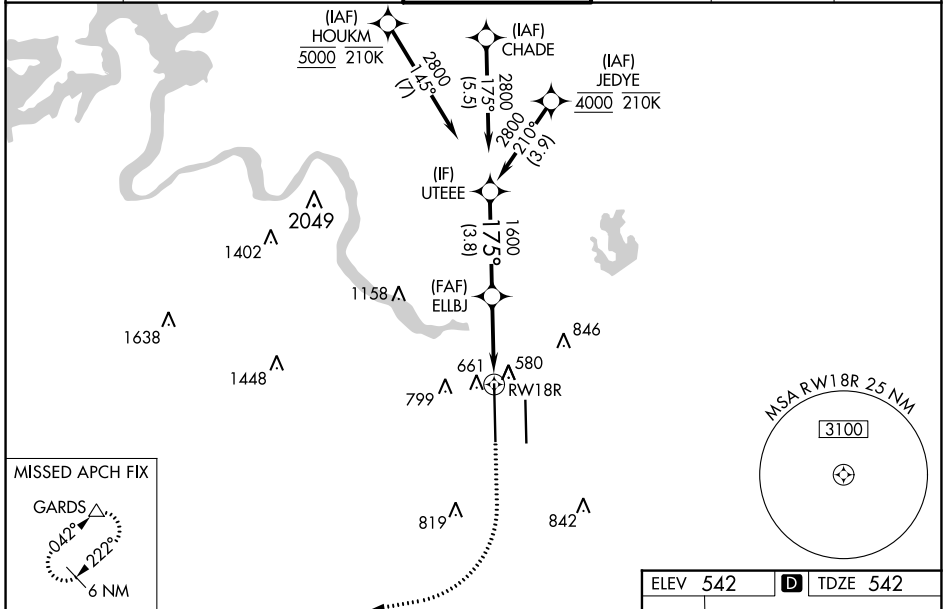 (IAF)
HOUKM
5000 210K
2800
145°
(7)
(IAF)
CHADE
2800
175°
(5.5)
(IAF)
JEDYE
4000 210K
2800
210°
(3.9)
(IF)
UTEEE
1600
175°
(3.8)
(FAF)
ELLBJ
2049
1402
1158
1638
1448
846
661
580
799
RW18R
819
842
MSA RW18R 25 NM
3100
MISSED APCH FIX
GARDS
042°
222°
6 NM
ELEV 542 D TDZE 542